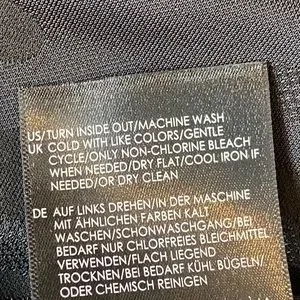 US/TURN INSIDE OUT/MACHINE WASH
UK COLD WITH LIKE COLORS/GENTLE
CYCLE/ONLY NON-CHLORINE BLEACH
WHEN NEEDED/DRY FLAT/COOL IRON IF
NEEDED/OR DRY CLEAN
DE AUF LINKS DREHEN/IN DER MASCHINE
MIT ÄHNLICHEN FARBEN KALT
WASCHEN/SCHONWASCHGANG/BEI
BEDARF NUR CHLORFREIES BLEICHMITTEL
VERWENDEN/FLACH LIEGEND
TROCKNEN/BEI BEDARF KÜHL BÜGELN/
ODER CHEMISCH REINIGEN